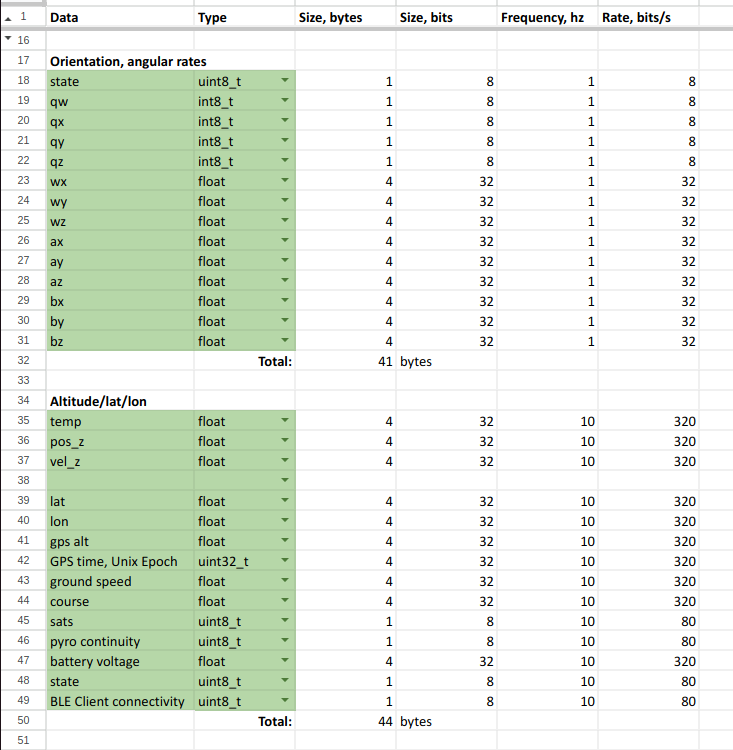 1 Data Type Size, bytes Size, bits Frequency, hz Rate, bits/s
16
17 Orientation, angular rates
18 state uint8_t 1 8 1 8
19 qw int8_t 1 8 1 8
20 qx int8_t 1 8 1 8
21 qy int8_t 1 8 1 8
22 qz int8_t 1 8 1 8
23 wx float 4 32 1 32
24 wy float 4 32 1 32
25 wz float 4 32 1 32
26 ax float 4 32 1 32
27 ay float 4 32 1 32
28 az float 4 32 1 32
29 bx float 4 32 1 32
30 by float 4 32 1 32
31 bz float 4 32 1 32
32 Total: 41 bytes
33
34 Altitude/lat/lon
35 temp float 4 32 10 320
36 pos_z float 4 32 10 320
37 vel_z float 4 32 10 320
38
39 lat float 4 32 10 320
40 lon float 4 32 10 320
41 gps alt float 4 32 10 320
42 GPS time, Unix Epoch uint32_t 4 32 10 320
43 ground speed float 4 32 10 320
44 course float 4 32 10 320
45 sats uint8_t 1 8 10 80
46 pyro continuity uint8_t 1 8 10 80
47 battery voltage float 4 32 10 320
48 state uint8_t 1 8 10 80
49 BLE Client connectivity uint8_t 1 8 10 80
50 Total: 44 bytes
51